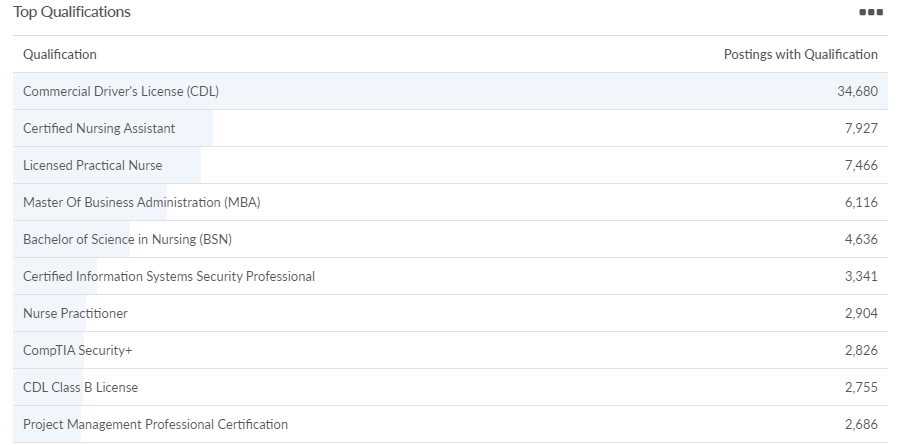 Top Qualifications
Qualification Postings with Qualification
Commercial Driver's License (CDL) 34,680
Certified Nursing Assistant 7,927
Licensed Practical Nurse 7,466
Master Of Business Administration (MBA) 6,116
Bachelor of Science in Nursing (BSN) 4,636
Certified Information Systems Security Professional 3,341
Nurse Practitioner 2,904
CompTIA Security+ 2,826
CDL Class B License 2,755
Project Management Professional Certification 2,686